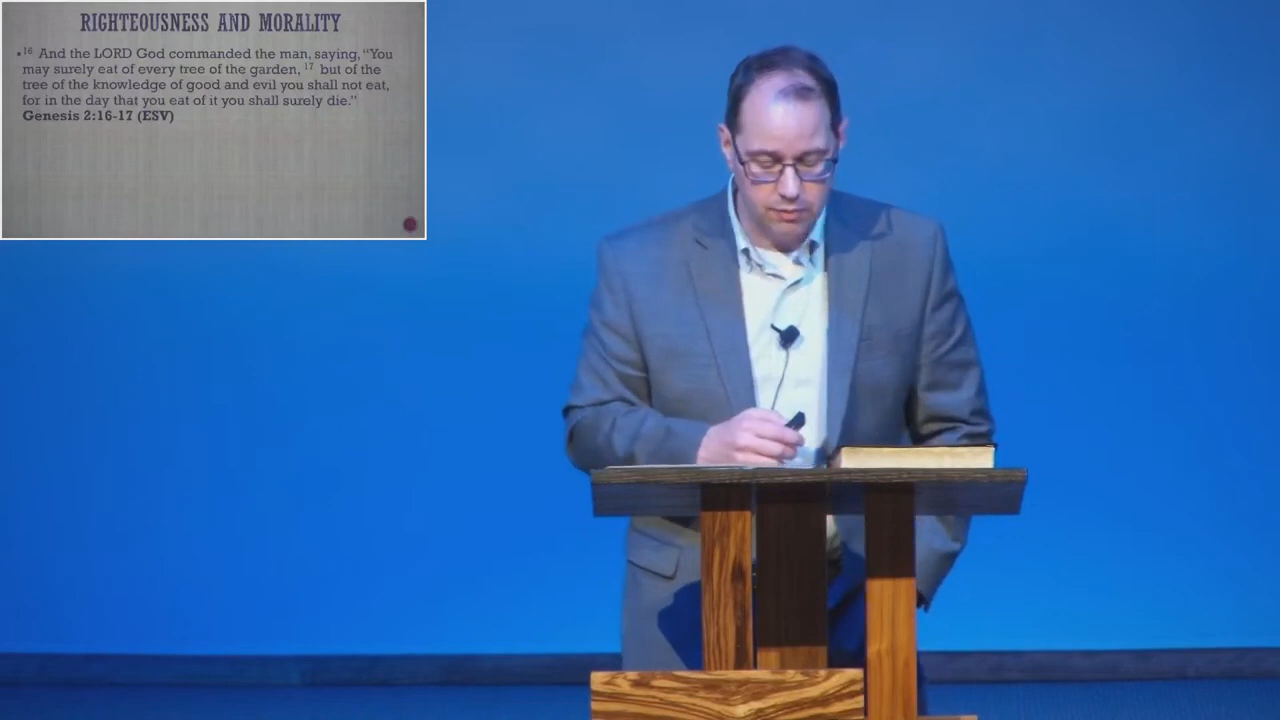 RIGHTEOUSNESS AND MORALITY
•16 And the LORD God commanded the man, saying, “You
may surely eat of every tree of the garden, 17 but of the
tree of the knowledge of good and evil you shall not eat,
for in the day that you eat of it you shall surely die.”
Genesis 2:16-17 (ESV)